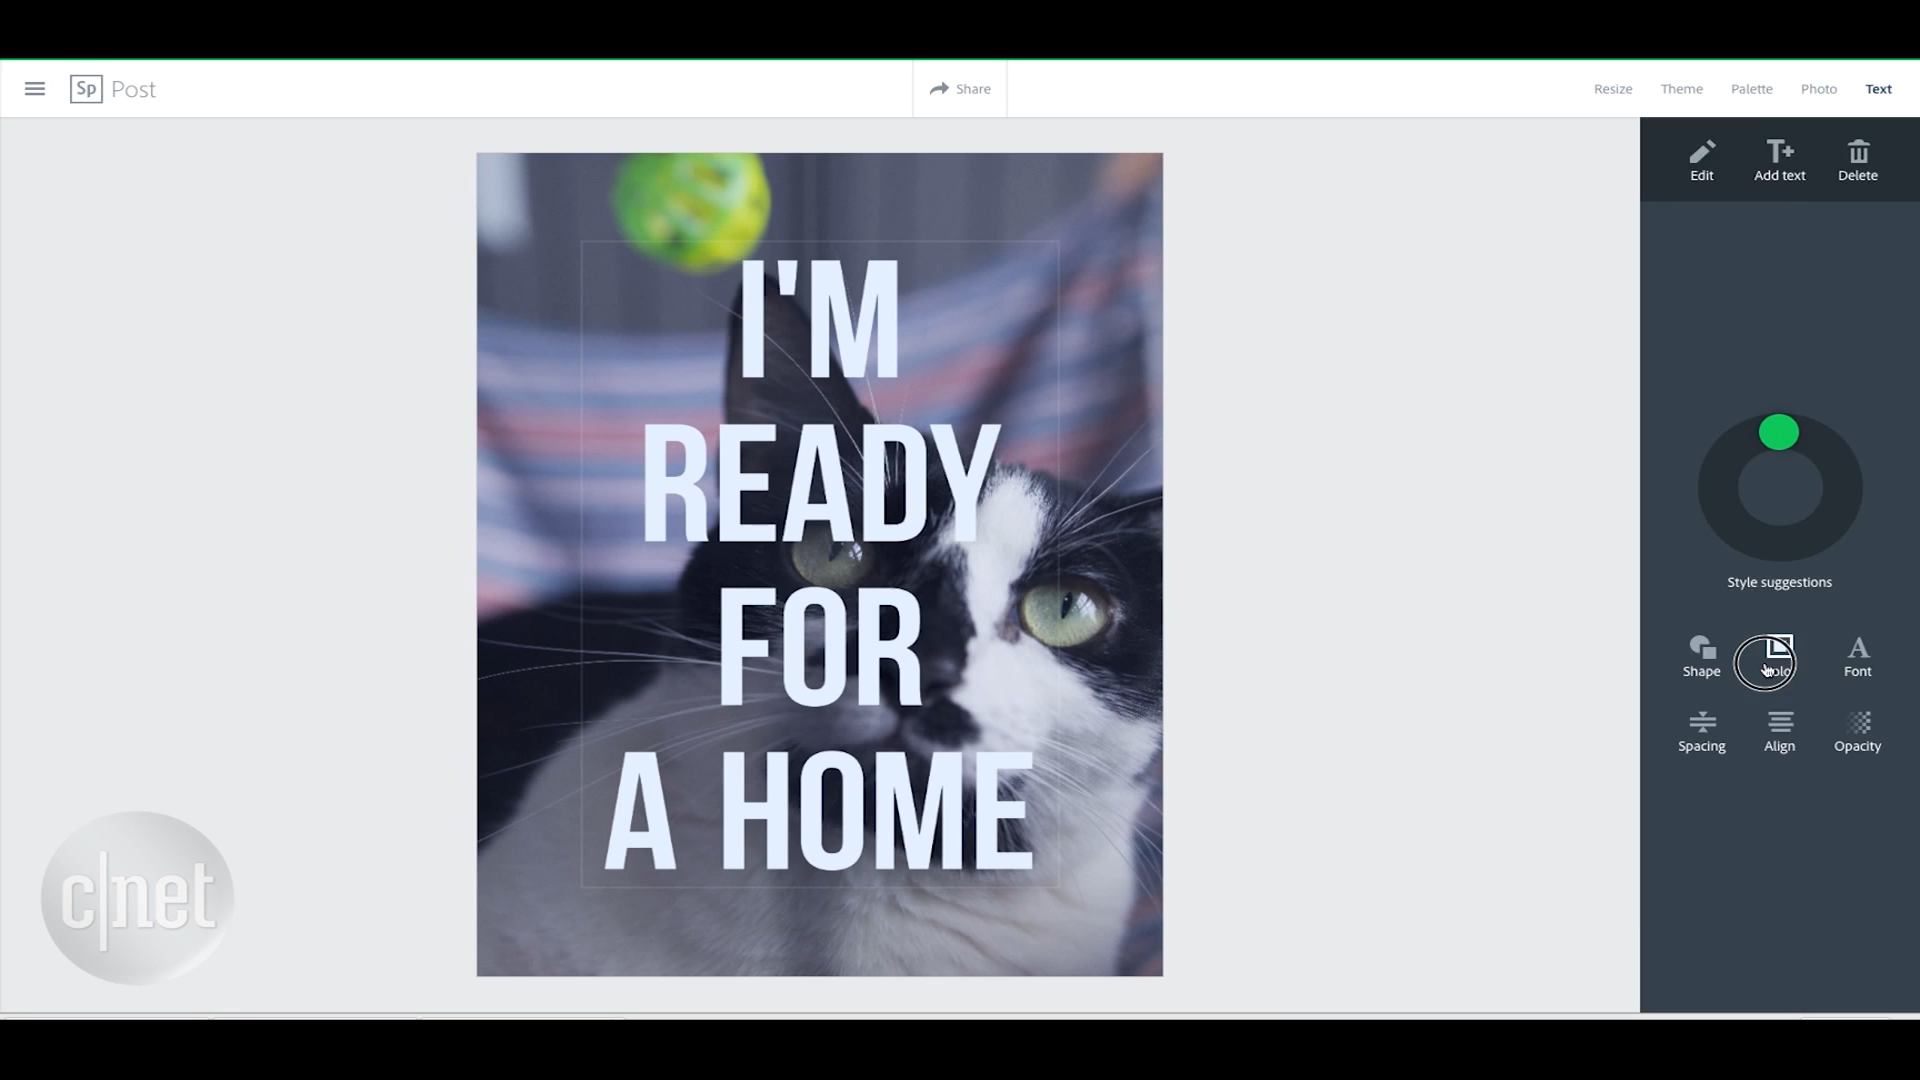 Sp Post
Share
Resize Theme Palette Photo Text
Edit Add text Delete
I'M
READY
FOR
A HOME
Style suggestions
Shape Font
Spacing Align Opacity
c|net